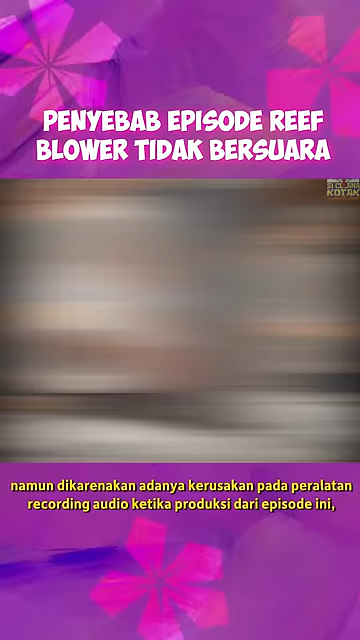 PENYEBAB EPISODE REEF
BLOWER TIDAK BERSUARA
KOTAK
namun dikarenakan adanya kerusakan pada peralatan
recording audio ketika produksi dari episode ini,